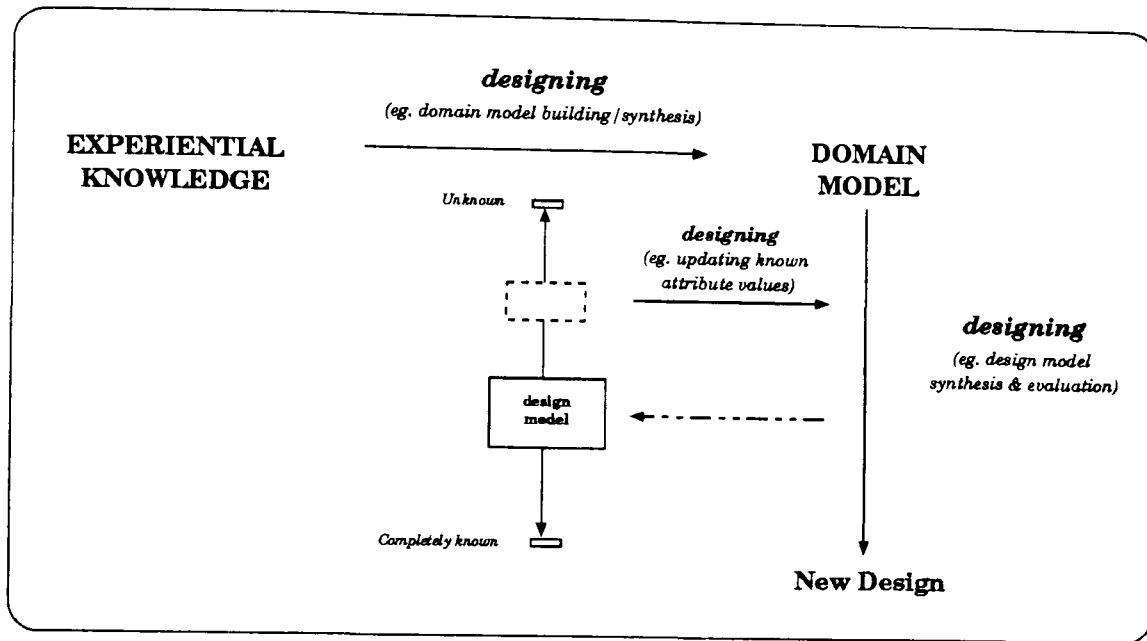 designing
(eg. domain model building/synthesis)
EXPERIENTIAL
KNOWLEDGE
DOMAIN
MODEL
Unknown
designing
(eg. updating known
attribute values)
designing
(eg. design model
synthesis & evaluation)
design
model
Completely known
New Design